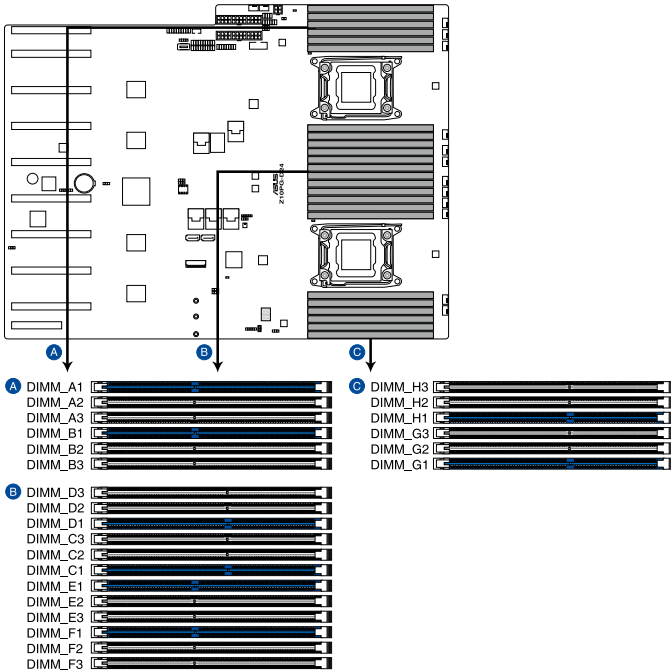 /SUS
Z10PG-D24
A
B
C
A DIMM_A1
DIMM_A2
DIMM_A3
DIMM_B1
DIMM_B2
DIMM_B3
C DIMM_H3
DIMM_H2
DIMM_H1
DIMM_G3
DIMM_G2
DIMM_G1
B DIMM_D3
DIMM_D2
DIMM_D1
DIMM_C3
DIMM_C2
DIMM_C1
DIMM_E1
DIMM_E2
DIMM_E3
DIMM_F1
DIMM_F2
DIMM_F3